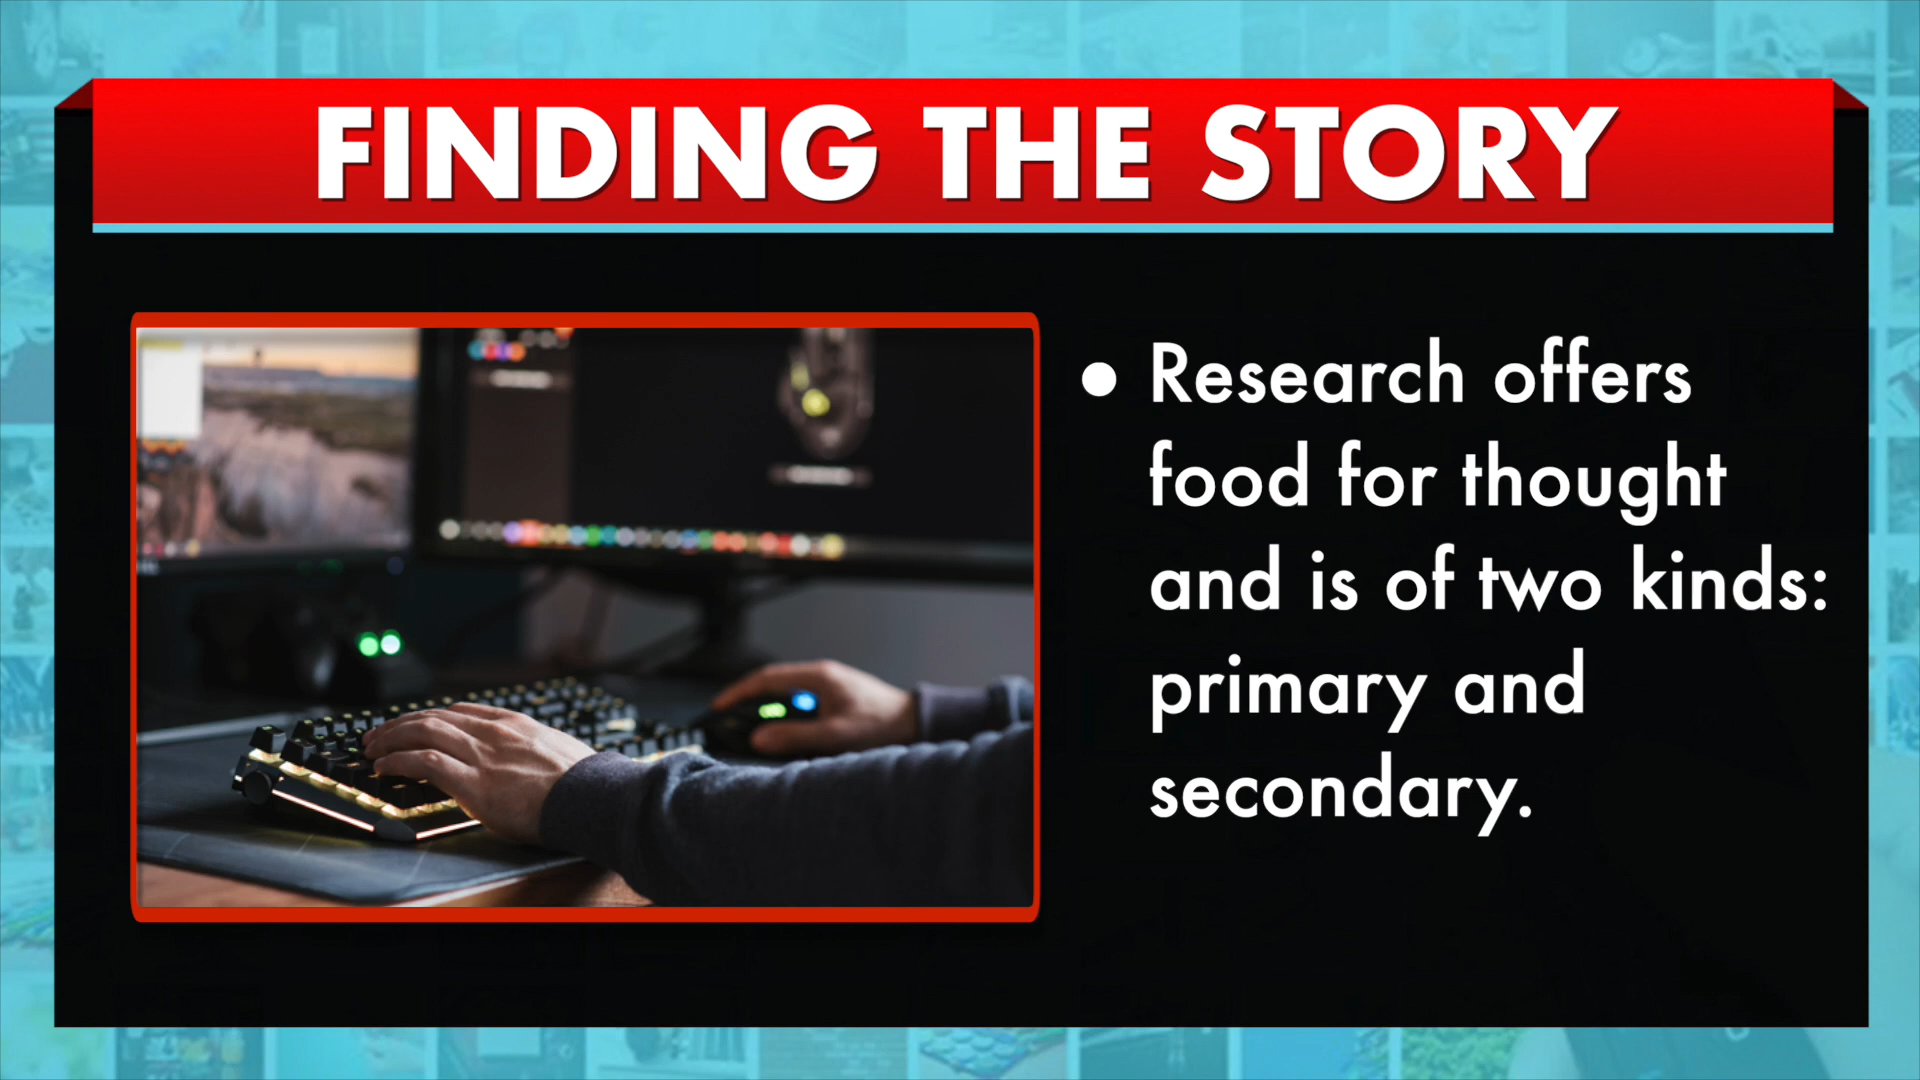 FINDING THE STORY
• Research offers
food for thought
and is of two kinds:
primary and
secondary.